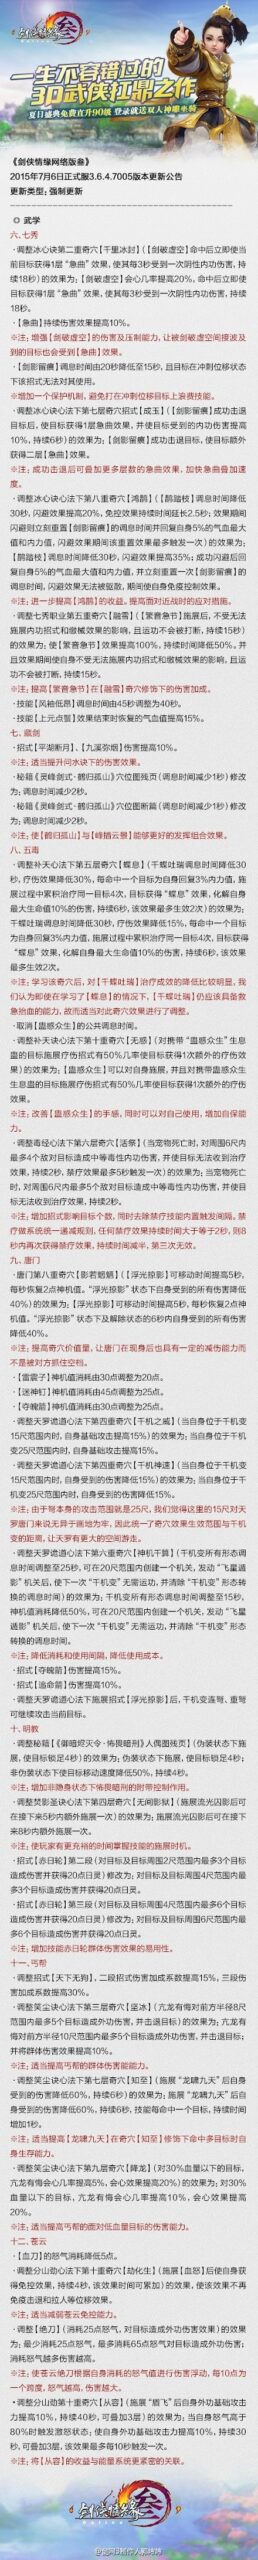 剑侠情缘叁
Online
一生不容错过的
3D武侠扛鼎之作
夏日盛典免费直升90级 登录就送双人神雕坐骑
《剑侠情缘网络版叁》
2015年7月6日正式服3.6.4.7005版本更新公告
更新类型：强制更新
◎ 武学
六、七秀
·调整冰心诀第二重奇穴【千里冰封】（【剑破虚空】命中后立即使当
前目标获得1层“急曲”效果，使其每3秒受到一次阴性内功伤害，持
续18秒）的效果为：【剑破虚空】会心几率提高20%，命中后立即使
目标获得1层“急曲”效果，使其每3秒受到一次阴性内功伤害，持续
18秒。
·【急曲】持续伤害效果提高10%。
※注：增强【剑破虚空】的伤害及压制能力，让被剑破虚空间接波及
到的目标也会受到【急曲】效果。
·【剑影留痕】调息时间由20秒降低至15秒，且目标在冲刺位移状态
下该招式无法对其使用。
※增加一个保护机制，避免打在冲刺位移目标上浪费技能。
·调整冰心诀心法下第七层奇穴招式【成玉】（【剑影留痕】成功击退
目标后，使目标获得1层急曲效果，并使目标受到的内功伤害提高
10%，持续6秒）的效果为：【剑影留痕】成功击退目标，使目标额外
获得二层【急曲】效果。
※注：成功击退后可叠加更多层数的急曲效果，加快急曲叠加速
度。
·调整冰心诀心法下第八重奇穴【鸿鹄】（【鹊踏枝】调息时间降低
30秒，闪避效果提高20%，免控效果持续时间延长2.5秒；效果期间
闪避则立刻重置【剑影留痕】的调息时间并回复自身5%的气血最大
值和内力值，闪避效果期间该重置效果最多触发一次）的效果为：
【鹊踏枝】调息时间降低30秒，闪避效果提高35%；成功闪避后回
复自身5%的气血最大值和内力值，并立刻重置一次【剑影留痕】的
调息时间，闪避效果无法被驱散，期间使自身免疫控制效果。
※注：进一步提高【鸿鹄】的收益。提高面对近战时的应对措施。
·调整七秀职业第五重奇穴【融雪】（【繁音急节】施展后，不受无法
施展内功招式和缴械效果的影响，且运功不会被打断，持续15秒）
的效果为：使【繁音急节】效果提高100%，持续时间降低50%，并
且效果期间使自身不受无法施展内功招式和缴械效果的影响，且运
功不会被打断，持续15秒。
※注：提高【繁音急节】在【融雪】奇穴修饰下的伤害加成。
·技能【风袖低昂】调息时间由45秒调整为40秒。
·技能【上元点鬟】效果结束时恢复的气血值提高15%。
七、藏剑
·招式【平湖断月】、【九溪弥烟】伤害提高10%。
※注：适当提升问水诀下的伤害效果。
·秘籍《灵峰剑式·鹤归孤山》穴位图残页（调息时间减少1秒）修改
为：调息时间减少2秒。
·秘籍《灵峰剑式·鹤归孤山》穴位图断篇（调息时间减少1秒）修改
为：调息时间减少2秒。
※注：使【鹤归孤山】与【峰插云景】能够更好的发挥组合效果。
八、五毒
·调整补天心法下第五层奇穴【蝶息】（千蝶吐瑞调息时间降低30
秒，疗伤效果降低30%，每命中一个目标为自身回复3%内力值，施
展过程中累积治疗同一目标4次，目标获得“蝶息”效果，化解自身
最大生命值10%的伤害，持续6秒，该效果最多生效2次）的效果为：
千蝶吐瑞调息时间降低30秒，疗伤效果降低15%，每命中一个目标
为自身回复3%内力值，施展过程中累积治疗同一目标4次，目标获得
“蝶息”效果，化解自身最大生命值10%的伤害，持续6秒，该效果
最多生效2次。
※注：学习该奇穴后，对【千蝶吐瑞】治疗成效的降低比较明显，我
们认为即使在学习了【蝶息】的情况下，【千蝶吐瑞】仍应该具备救
急抬血的能力，故而适当对此奇穴效果进行了调整。
·取消【蛊惑众生】的公共调息时间。
·调整补天诀心法下第十重奇穴【无惑】（对携带“蛊惑众生”生息
蛊的目标施展疗伤招式有50%几率使目标获得1次额外的疗伤效
果）的效果为：【蛊惑众生】可以对自身施展，并且对携带蛊惑众生
生息蛊的目标施展疗伤招式有50%几率使目标获得1次额外的疗伤
效果。
※注：改善【蛊惑众生】的手感，同时可以对自己使用，增加自保能
力。
·调整毒经心法下第六层奇穴【活祭】（当宠物死亡时，对周围6尺内
最多4个敌对目标造成中等毒性内功伤害，并使目标无法收到治疗
效果，持续2秒，禁疗效果最多5秒触发一次）的效果为：当宠物死亡
时，对周围6尺内最多5个敌对目标造成中等毒性内功伤害，并使目
标无法收到治疗效果，持续2秒。
※注：增加招式影响目标个数，同时去除禁疗技能内置触发间隔。禁
疗做系统统一递减规则，任何禁疗效果持续时间大于等于2秒，则8
秒内再次获得禁疗效果，持续时间减半，第三次无效。
九、唐门
·唐门第八重奇穴【影若魍魉】（【浮光掠影】可移动时间提高5秒，
每秒恢复2点神机值。“浮光掠影”状态下自身受到的所有伤害降低
40%）的效果为：【浮光掠影】可移动时间提高5秒，每秒恢复2点神
机值。“浮光掠影”状态下及解除状态的6秒内自身受到的所有伤害
降低40%。
※注：提高奇穴价值量，让唐门在现身后也具有一定的减伤能力而
不是被对方抓住空档。
·【雷震子】神机值消耗由30点调整为20点。
·【迷神钉】神机值消耗由45点调整为25点。
·【夺魄箭】神机值消耗由30点调整为25点。
·调整天罗诡道心法下第四重奇穴【千机之威】（当自身位于千机变
15尺范围内时，自身基础攻击提高15%）的效果为：当自身位于千机
变25尺范围内时，自身基础攻击提高15%。
·调整天罗诡道心法下第四重奇穴【千机神速】（当自身位于千机变
15尺范围内时，自身受到的伤害降低15%）的效果为：当自身位于千
机变25尺范围内时，自身受到的伤害降低15%。
※注：由于弩本身的攻击范围就是25尺，我们觉得这里的15尺对天
罗唐门来说无异于画地为牢，因此统一了奇穴效果生效范围与千机
变的距离，让天罗有更大的空间游走。
·调整天罗诡道心法下第六重奇穴【神机千算】（千机变所有形态调
息时间调整至25秒，可在20尺范围内创建一个机关，发动“飞星遁
影”机关后，使下一次“千机变”无需运功，并清除“千机变”形态转
换的调息时间）的效果为：千机变所有形态调息时间调整至15秒，
神机值消耗降低50%，可在20尺范围内创建一个机关，发动“飞星
遁影”机关后，使下一次“千机变”无需运功，并清除“千机变”形态
转换的调息时间。
※注：降低消耗和使用间隔，降低使用成本。
·招式【夺魄箭】伤害提高15%。
·招式【追命箭】伤害提高10%。
·调整天罗诡道心法下施展招式【浮光掠影】后，千机变连弩、重弩
可继续攻击当前目标。
十、明教
·调整秘籍《【御暗烬灭令·怖畏暗刑》人偶图残页》（伪装状态下施
展，使目标锁足4秒）的效果为：伪装状态下施展，使目标锁足4秒；
非伪装状态下使目标移动速度降低50%，持续4秒。
※注：增加非隐身状态下怖畏暗刑的附带控制作用。
·调整焚影圣诀心法下第四重奇穴【无间影狱】（施展流光囚影后可
在接下来5秒内额外施展一次）的效果为：施展流光囚影后可在接下
来8秒内额外施展一次。
※注：使玩家有更充裕的时间掌握技能的施展时机。
·招式【赤日轮】第二段（对目标及目标周围2尺范围内最多3个目标
造成伤害并获得20点日灵）修改为：对目标及目标周围4尺范围内最
多3个目标造成伤害并获得20点日灵。
·招式【赤日轮】第三段（对目标及目标周围4尺范围内最多6个目标
造成伤害并获得20点日灵）修改为：对目标及目标周围6尺范围内最
多6个目标造成伤害并获得20点日灵。
※注：增加技能赤日轮群体伤害效果的易用性。
十一、丐帮
·调整招式【天下无狗】，二段招式伤害加成系数提高15%，三段伤
害加成系数提高30%。
·调整笑尘诀心法下第三层奇穴【坚冰】（亢龙有悔对前方半径8尺
范围内最多5个目标造成外功伤害，并击退目标）的效果为：亢龙有
悔对前方半径10尺范围内最多5个目标造成外功伤害，并击退目标；
并将群体伤害效果提高10%。
※注：适当提高丐帮的群体伤害能能力。
·调整笑尘诀心法下第七层奇穴【知至】（施展“龙啸九天”后自身受
到的伤害降低60%，持续6秒）的效果为：施展“龙啸九天”后自
身受到的伤害降低60%，持续6秒，技能每命中一个目标，持续时间
增加1秒。
※注：适当提高【龙啸九天】在奇穴【知至】修饰下命中多目标时自
身生存能力。
·调整笑尘诀心法下第九层奇穴【降龙】（对30%血量以下的目标，
亢龙有悔会心几率提高5%，会心效果提高20%）的效果为：对30%
血量以下的目标，亢龙有悔会心几率提高10%，会心效果提高
20%。
※注：适当提高丐帮的面对低血量目标的伤害能力。
十二、苍云
·【血刀】的怒气消耗降低5点。
·调整分山劲心法下第十重奇穴【劫化生】（施展【血怒】后使自身获
得免控效果，持续4秒，该效果时间可累加）的效果，使该效果不再
免疫击退和拉人等位移效果。
※注：适当减弱苍云免控能力。
·调整【绝刀】（消耗25点怒气，对目标造成外功伤害效果）的效果
为：最少消耗25点怒气，最多消耗65点怒气对目标造成外功伤害；
消耗怒气越多伤害越高。
※注：使苍云绝刀根据自身消耗的怒气值进行伤害浮动，每10点为
一个跨度，怒气越高，伤害越大。
·调整分山劲第十重奇穴【从容】（施展“盾飞”后自身外功基础攻击
力提高10%，持续40秒，可叠加3层）的效果为：当自身怒气高于
80%时触发激怒状态：使自身外功基础攻击力提高10%，持续30
秒，可叠加3层，该效果最多每10秒触发一次。
※注：将【从容】的收益与能量系统更紧密的关联。
剑侠情缘叁
Online